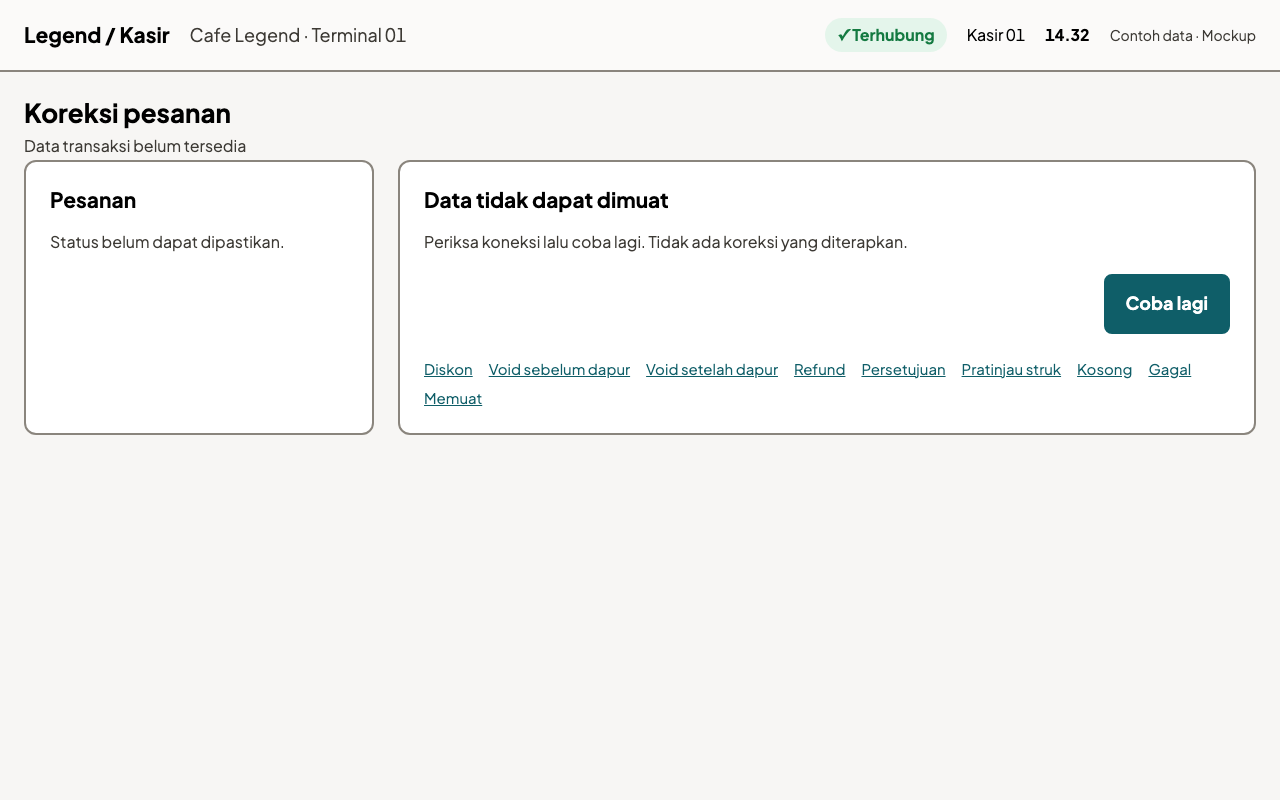 Legend / Kasir
Cafe Legend · Terminal 01
✓Terhubung
Kasir 01
14.32
Contoh data · Mockup
Koreksi pesanan
Data transaksi belum tersedia
Pesanan
Status belum dapat dipastikan.
Data tidak dapat dimuat
Periksa koneksi lalu coba lagi. Tidak ada koreksi yang diterapkan.
Coba lagi
Diskon Void sebelum dapur Void setelah dapur Refund Persetujuan Pratinjau struk Kosong Gagal
Memuat